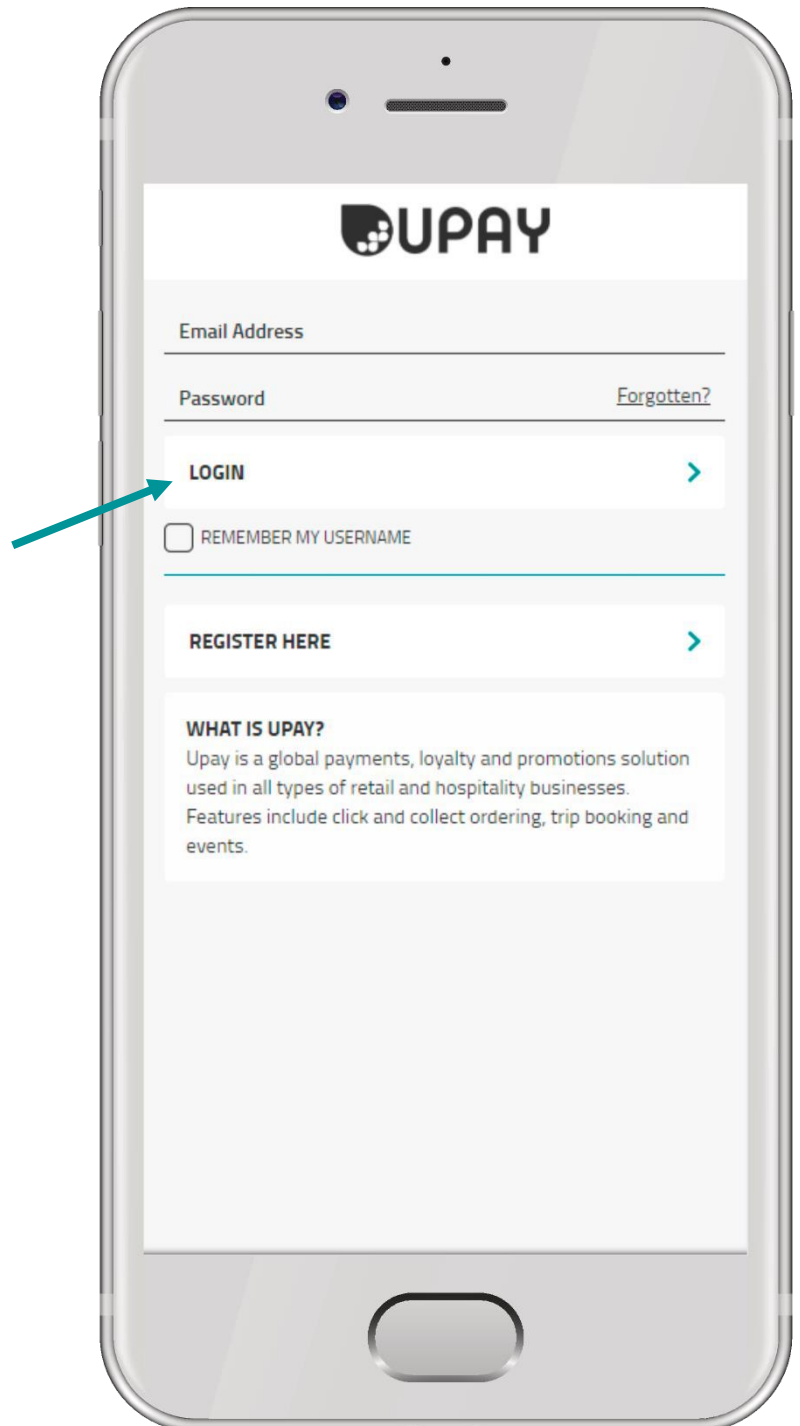 UPAY
Email Address
Password Forgotten?
LOGIN
REMEMBER MY USERNAME
REGISTER HERE
WHAT IS UPAY?
Upay is a global payments, loyalty and promotions solution
used in all types of retail and hospitality businesses.
Features include click and collect ordering, trip booking and
events.